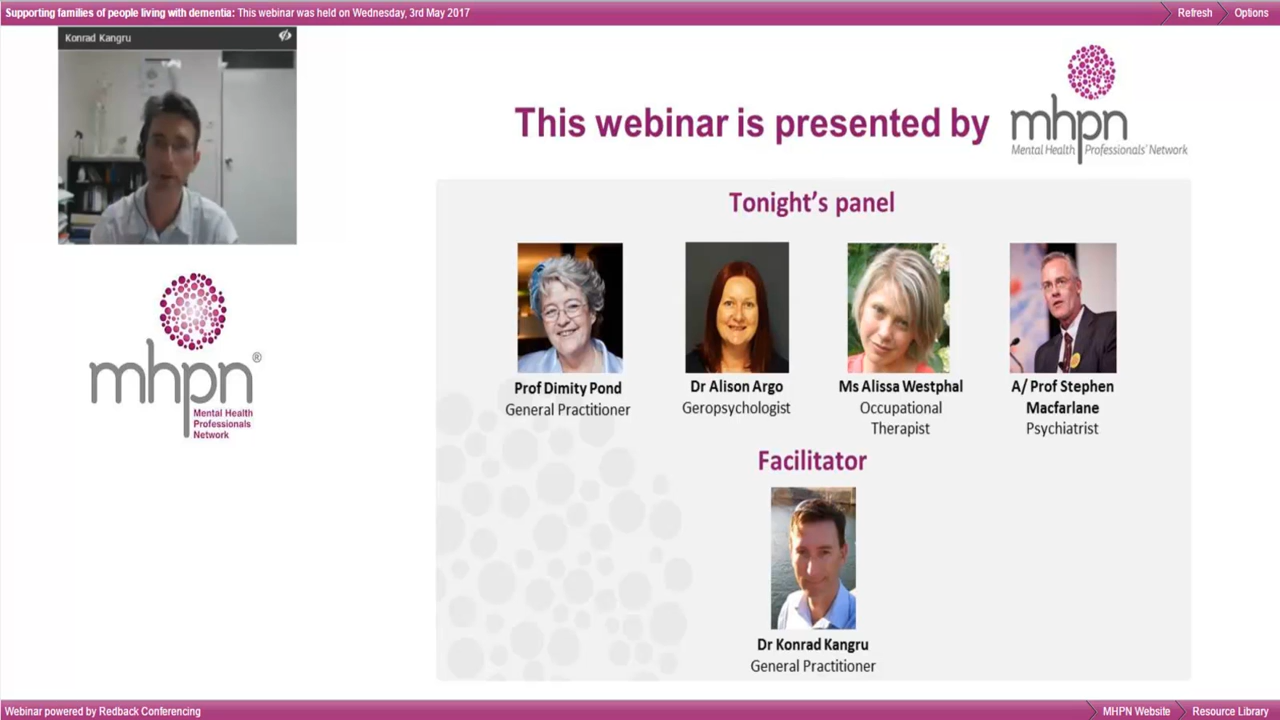 Supporting families of people living with dementia: This webinar was held on Wednesday, 3rd May 2017
Refresh
Options
Konrad Kangru
This webinar is presented by
mhpn
Mental Health Professionals' Network
mhpn®
Mental Health
Professionals
Network
Tonight's panel
Prof Dimity Pond
General Practitioner
Dr Alison Argo
Geropsychologist
Ms Alissa Westphal
Occupational
Therapist
A/ Prof Stephen
Macfarlane
Psychiatrist
Facilitator
Dr Konrad Kangru
General Practitioner
Webinar powered by Redback Conferencing
MHPN Website
Resource Library